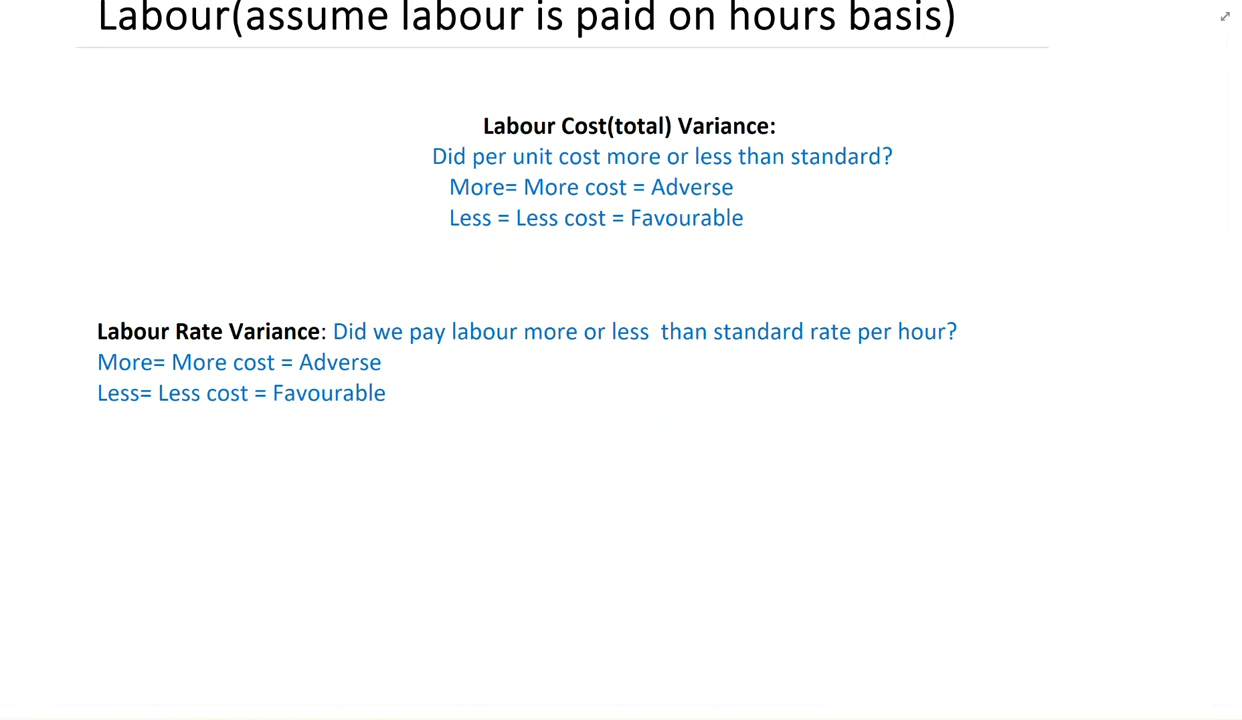 Labour(assume labour is paid on hours basis)
Labour Cost(total) Variance:
Did per unit cost more or less than standard?
More= More cost = Adverse
Less = Less cost = Favourable
Labour Rate Variance: Did we pay labour more or less  than standard rate per hour?
More= More cost = Adverse
Less= Less cost = Favourable